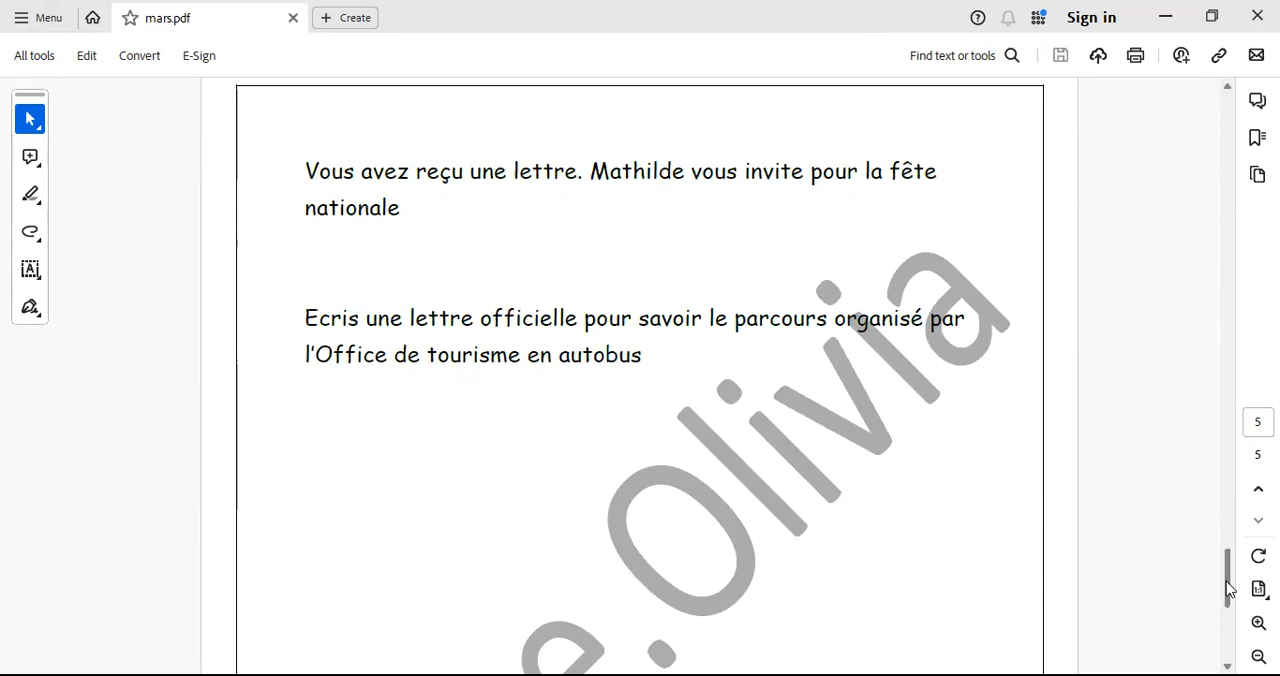 Menu
mars.pdf
Create
Sign in
All tools
Edit
Convert
E-Sign
Find text or tools
Vous avez reçu une lettre. Mathilde vous invite pour la fête
nationale
Ecris une lettre officielle pour savoir le parcours organisé par
l'Office de tourisme en autobus
e.Olivia
5
5